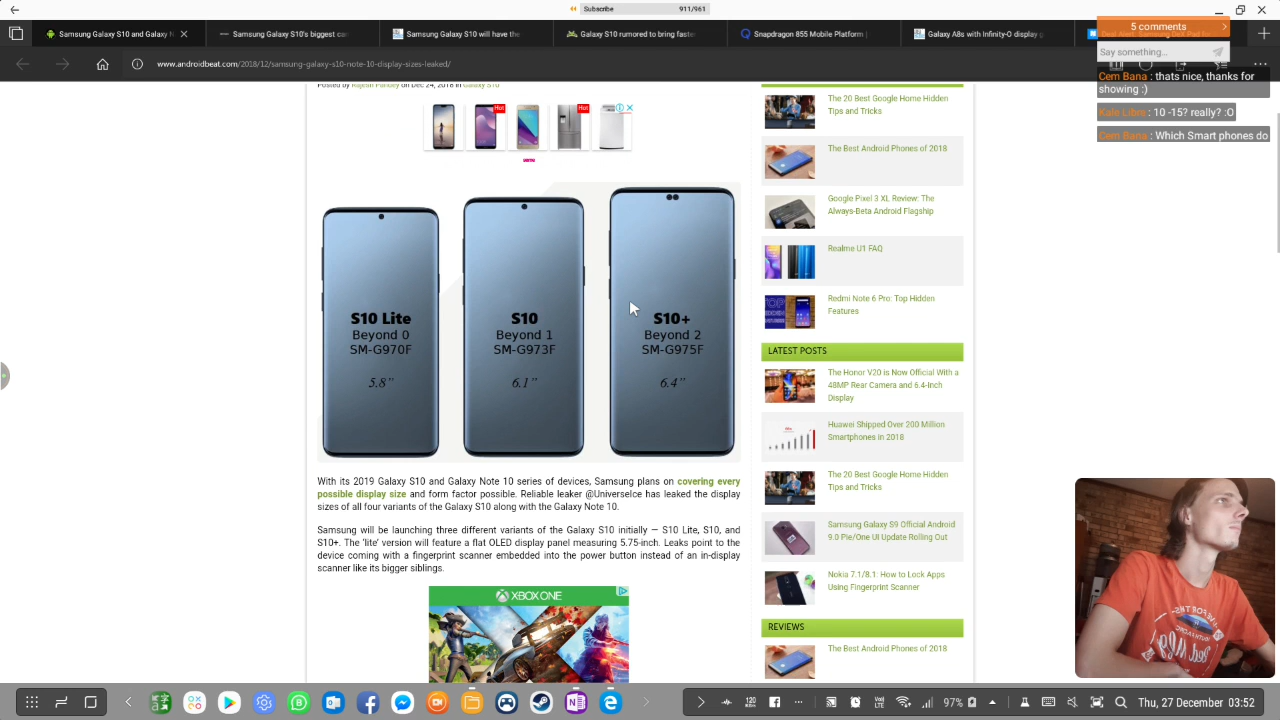 Subscribe 911/961
Samsung Galaxy S10 and N
Samsung Galaxy S10's biggest ca
Samsung Galaxy S10 will have the
Galaxy S10 rumored to bring faste
Snapdragon 855 Mobile Platform |
Galaxy A8s with Infinity-O display
5 comments
Say something...
Cem Bana : thats nice, thanks for
showing :)
Kale Libre : 10 -15? really? :O
Cem Bana : Which Smart phones do
www.androidbeat.com/2018/12/samsung-galaxy-s10-note-10-display-sizes-leaked/
Posted by Rajesh Pandey on Dec 24, 2018 in Galaxy S10
Hot
Hot
S10 Lite
Beyond 0
SM-G970F
5.8"
S10
Beyond 1
SM-G973F
6.1"
S10+
Beyond 2
SM-G975F
6.4"
With its 2019 Galaxy S10 and Galaxy Note 10 series of devices, Samsung plans on covering every
possible display size and form factor possible. Reliable leaker @UniverseIce has leaked the display
sizes of all four variants of the Galaxy S10 along with the Galaxy Note 10.
Samsung will be launching three different variants of the Galaxy S10 initially — S10 Lite, S10, and
S10+. The 'lite' version will feature a flat OLED display panel measuring 5.75-inch. Leaks point to the
device coming with a fingerprint scanner embedded into the power button instead of an in-display
scanner like its bigger siblings.
XBOX ONE
The 20 Best Google Home Hidden
Tips and Tricks
The Best Android Phones of 2018
Google Pixel 3 XL Review: The
Always-Beta Android Flagship
Realme U1 FAQ
Redmi Note 6 Pro: Top Hidden
Features
LATEST POSTS
The Honor V20 is Now Official With a
48MP Rear Camera and 6.4-Inch
Display
Huawei Shipped Over 200 Million
Smartphones in 2018
The 20 Best Google Home Hidden
Tips and Tricks
Samsung Galaxy S9 Official Android
9.0 Pie/One UI Update Rolling Out
Nokia 7.1/8.1: How to Lock Apps
Using Fingerprint Scanner
REVIEWS
The Best Android Phones of 2018
97% Thu, 27 December 03:52